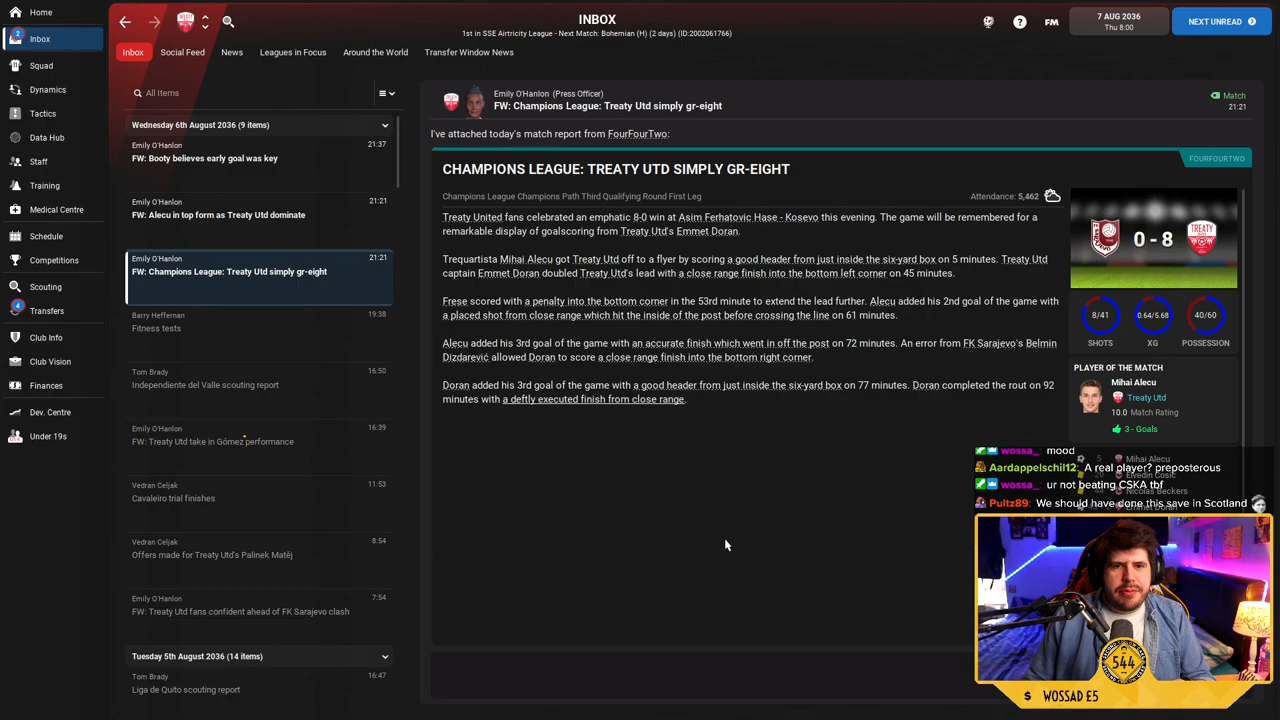 Home
2
Inbox
Squad
Dynamics
Tactics
Data Hub
Staff
Training
Medical Centre
Schedule
Competitions
Scouting
4
Transfers
Club Info
Club Vision
Finances
Dev. Centre
Under 19s
INBOX
1st in SSE Airtricity League - Next Match: Bohemian (H) (2 days) (ID:2002061766)
FM
7 AUG 2036
Thu 8:00
NEXT UNREAD
Inbox
Social Feed
News
Leagues in Focus
Around the World
Transfer Window News
All Items
Wednesday 6th August 2036 (9 items)
Emily O'Hanlon 21:37
FW: Booty believes early goal was key
Emily O'Hanlon 21:21
FW: Alecu in top form as Treaty Utd dominate
Emily O'Hanlon 21:21
FW: Champions League: Treaty Utd simply gr-eight
Barry Heffernan 19:38
Fitness tests
Tom Brady 16:50
Independiente del Valle scouting report
Emily O'Hanlon 16:39
FW: Treaty Utd take in Gómez performance
Vedran Celjak 11:53
Cavaleiro trial finishes
Vedran Celjak 8:54
Offers made for Treaty Utd's Palinek Matěj
Emily O'Hanlon 7:54
FW: Treaty Utd fans confident ahead of FK Sarajevo clash
Tuesday 5th August 2036 (14 items)
Tom Brady 16:47
Liga de Quito scouting report
Emily O'Hanlon (Press Officer)
FW: Champions League: Treaty Utd simply gr-eight
Match
21:21
I've attached today's match report from FourFourTwo:
FOURFOURTWO
CHAMPIONS LEAGUE: TREATY UTD SIMPLY GR-EIGHT
Champions League Champions Path Third Qualifying Round First Leg
Attendance: 5,462
Treaty United fans celebrated an emphatic 8-0 win at Asim Ferhatovic Hase - Kosevo this evening. The game will be remembered for a
remarkable display of goalscoring from Treaty Utd's Emmet Doran.
Trequartista Mihai Alecu got Treaty Utd off to a flyer by scoring a good header from just inside the six-yard box on 5 minutes. Treaty Utd
captain Emmet Doran doubled Treaty Utd's lead with a close range finish into the bottom left corner on 45 minutes.
Frese scored with a penalty into the bottom corner in the 53rd minute to extend the lead further. Alecu added his 2nd goal of the game with
a placed shot from close range which hit the inside of the post before crossing the line on 61 minutes.
Alecu added his 3rd goal of the game with an accurate finish which went in off the post on 72 minutes. An error from FK Sarajevo's Belmin
Dizdarević allowed Doran to score a close range finish into the bottom right corner.
Doran added his 3rd goal of the game with a good header from just inside the six-yard box on 77 minutes. Doran completed the rout on 92
minutes with a deftly executed finish from close range.
TREATY
0 - 8
8/41
0.64/5.68
40/60
SHOTS
XG
POSSESSION
PLAYER OF THE MATCH
Mihai Alecu
Treaty Utd
10.0 Match Rating
3 - Goals
5 Mihai Alecu
Elvedin Cosic
Nicolas Beckers
Emmet Doran
wossa_: mood
Aardappelschil12: A real player? preposterous
wossa_: ur not beating CSKA tbf
Pultz89: We should have done this save in Scotland
544
$ WOSSAD £5